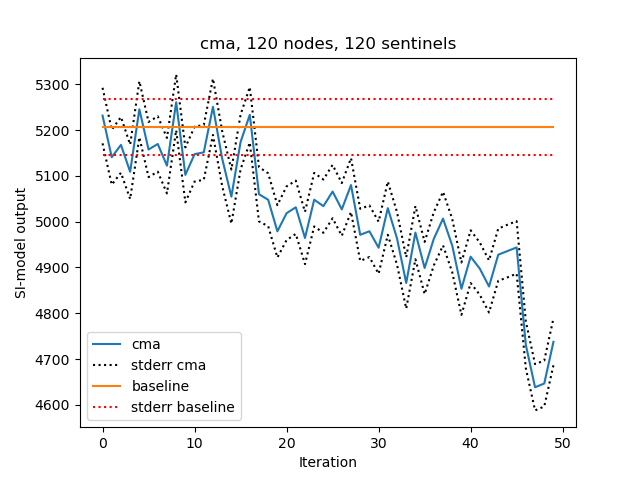 cma, 120 nodes, 120 sentinels
SI-model output
5300
5200
5100
5000
4900
4800
4700
4600
cma
stderr cma
baseline
stderr baseline
0 10 20 30 40 50
Iteration